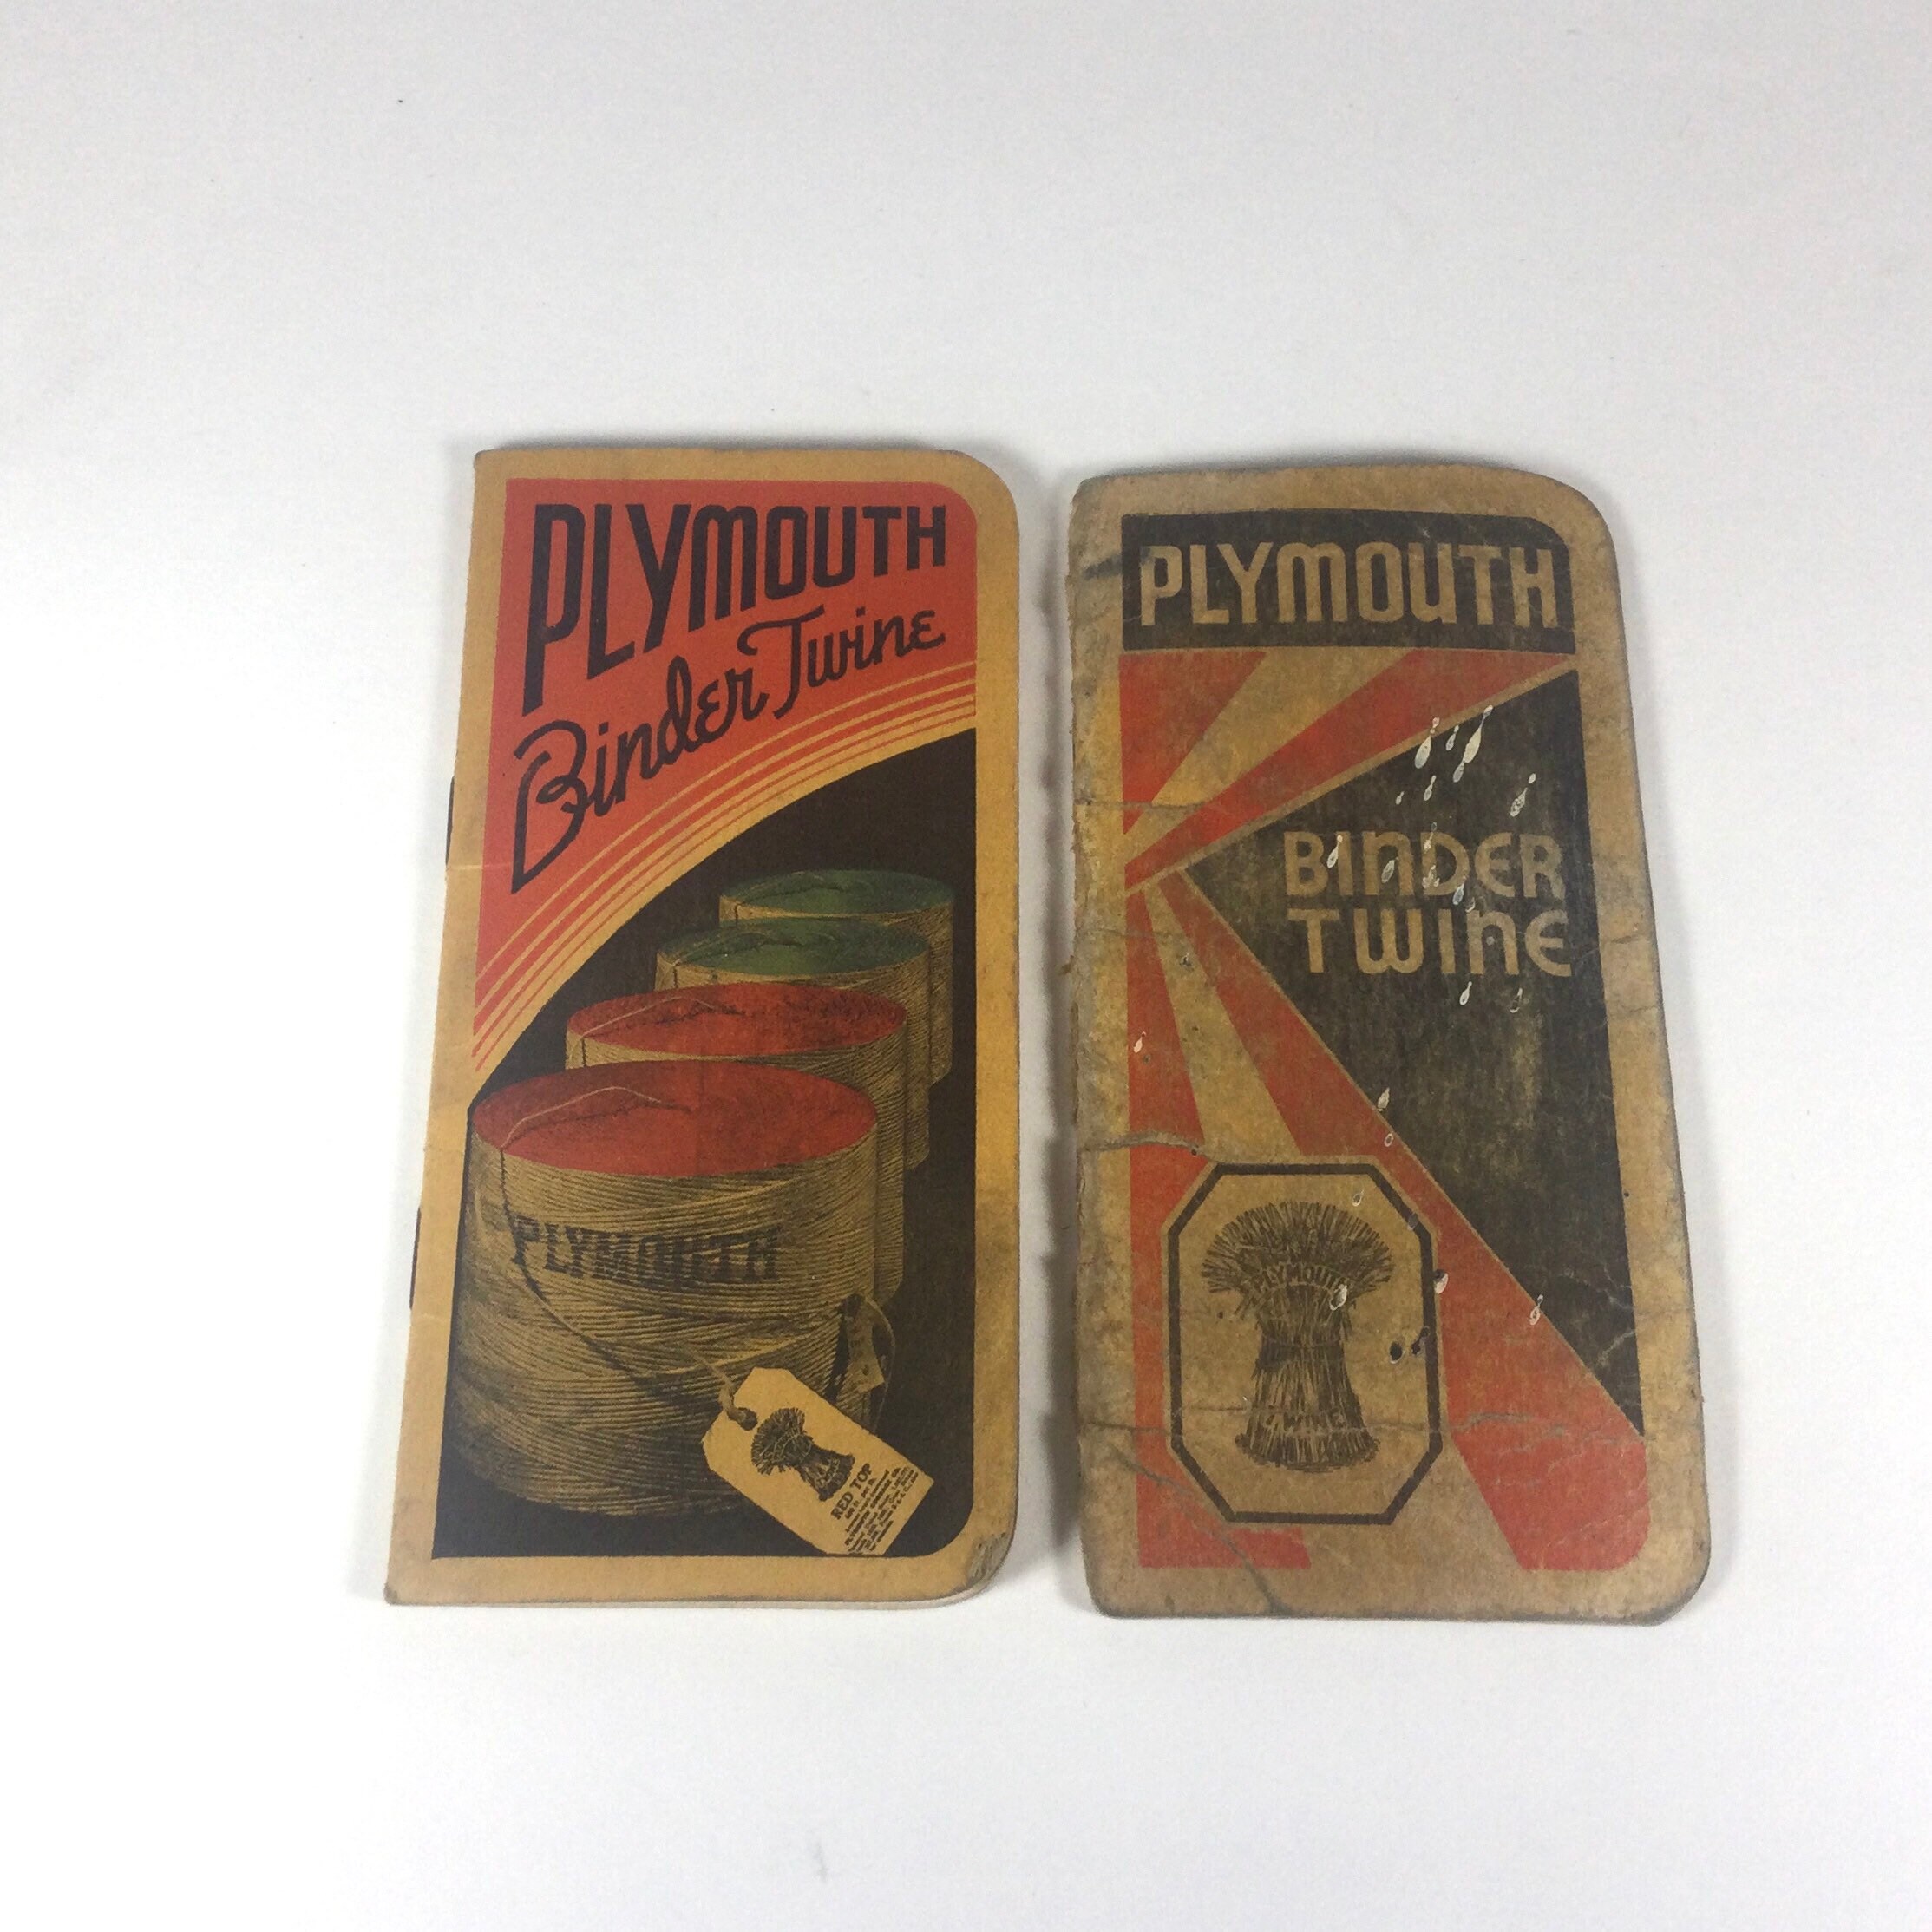 PLYMOUTH
Binder Twine
PLYMOUTH
RED TOP
PLYMOUTH
BINDER
TWINE
PLYMOUTH
TWINE